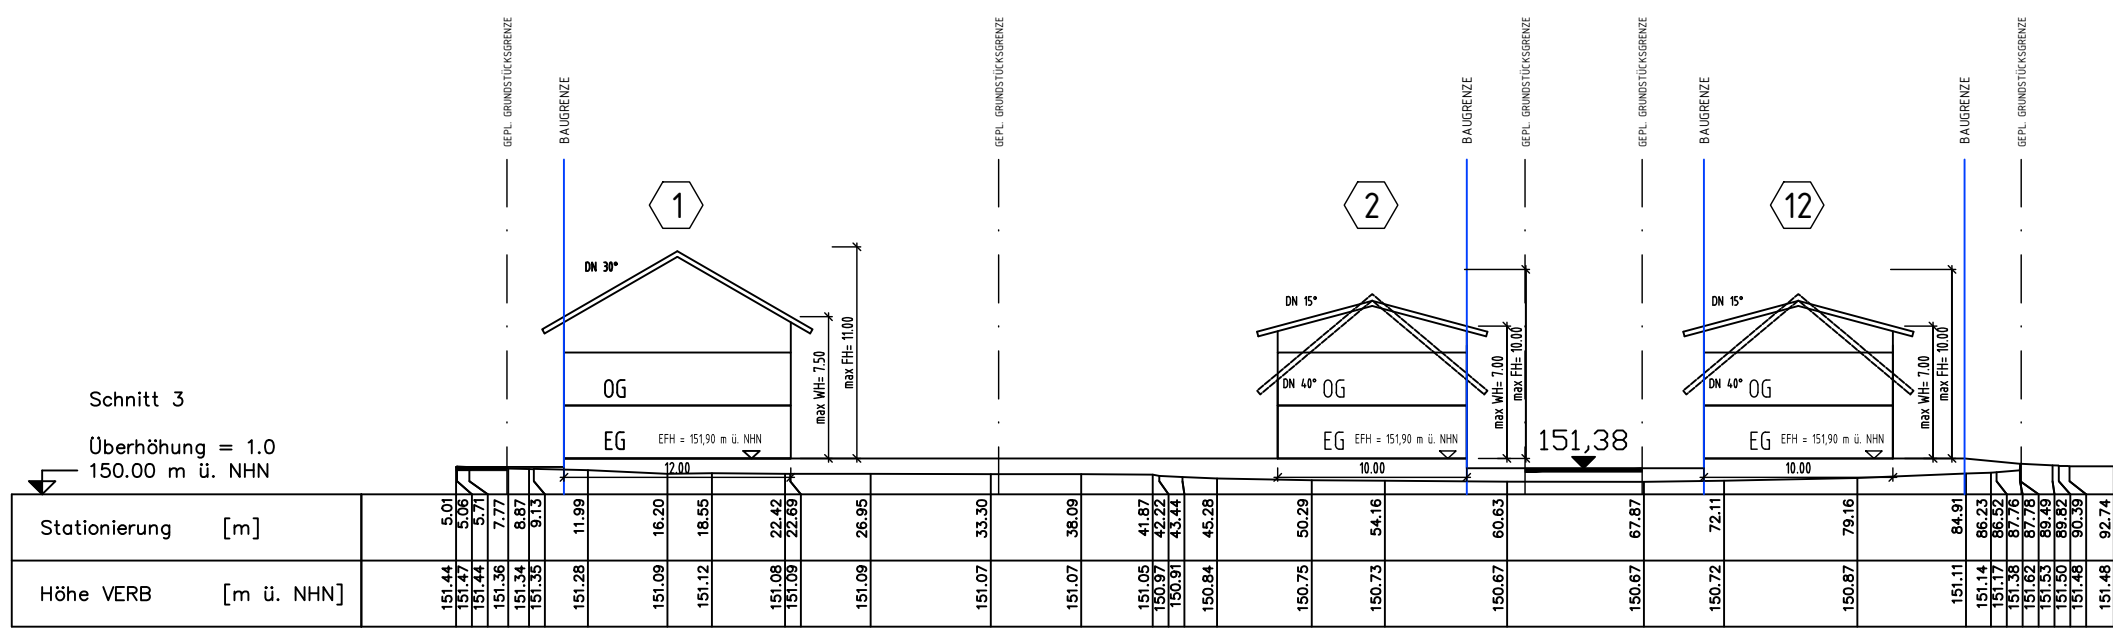 GEPL. GRUNDSTÜCKSGRENZE
BAUGRENZE
GEPL. GRUNDSTÜCKSGRENZE
BAUGRENZE
GEPL. GRUNDSTÜCKSGRENZE
GEPL. GRUNDSTÜCKSGRENZE
BAUGRENZE
BAUGRENZE
GEPL. GRUNDSTÜCKSGRENZE
1
2
12
DN 30°
OG
EG
EFH = 151,90 m ü. NHN
12.00
max WH= 7.50
max FH= 11.00
DN 15°
DN 40°
OG
EG
EFH = 151,90 m ü. NHN
10.00
max WH= 7.00
max FH= 10.00
151,38
DN 15°
DN 40°
OG
EG
EFH = 151,90 m ü. NHN
10.00
max WH= 7.00
max FH= 10.00
Schnitt 3
Überhöhung = 1.0
150.00 m ü. NHN
Stationierung [m] 5.01 5.06 5.71 7.77 8.87 9.13 11.99 16.20 18.55 22.42 22.69 26.95 33.30 38.09 41.87 42.22 43.44 45.28 50.29 54.16 60.63 67.87 72.11 79.16 84.91 86.23 86.52 87.76 87.78 89.49 89.82 90.39 92.74
Höhe VERB [m ü. NHN] 151.44 151.47 151.44 151.36 151.34 151.35 151.28 151.09 151.12 151.08 151.09 151.09 151.07 151.07 151.05 150.97 150.91 150.84 150.75 150.73 150.67 150.67 150.72 150.87 151.11 151.14 151.17 151.38 151.62 151.53 151.50 151.48 151.48